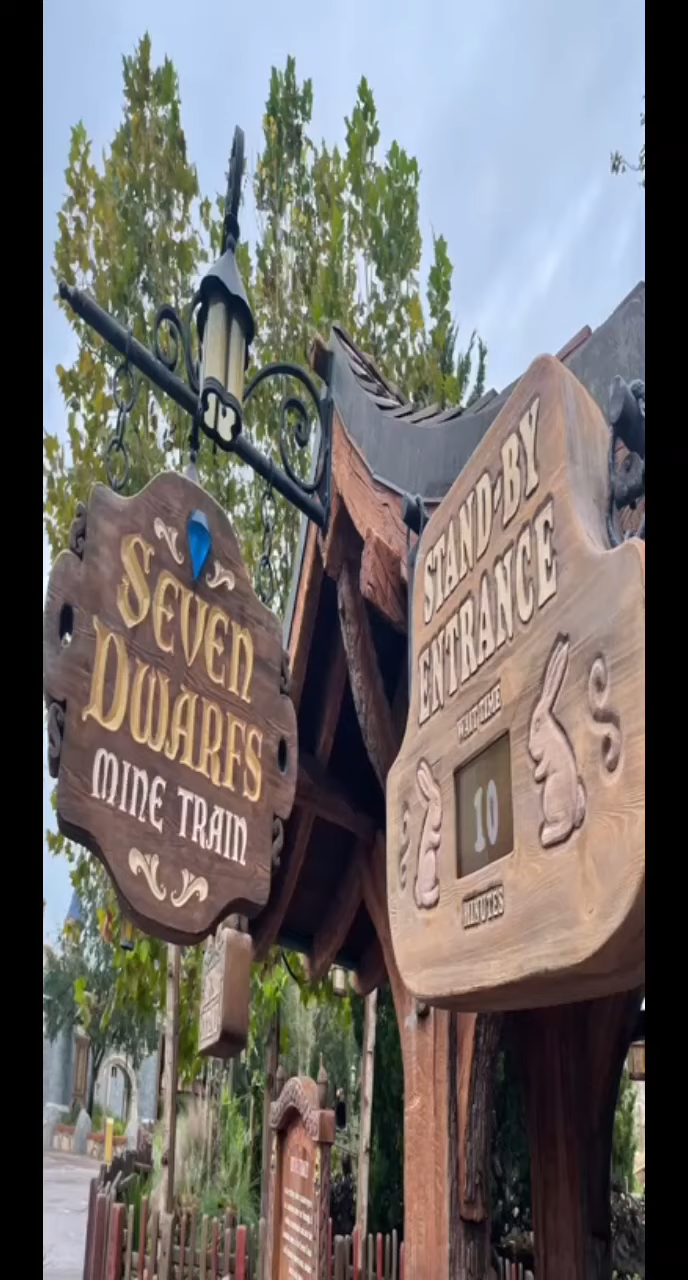 SEVEN
DWARFS
MINE TRAIN
STAND-BY
ENTRANCE
WAIT TIME
10
MINUTES